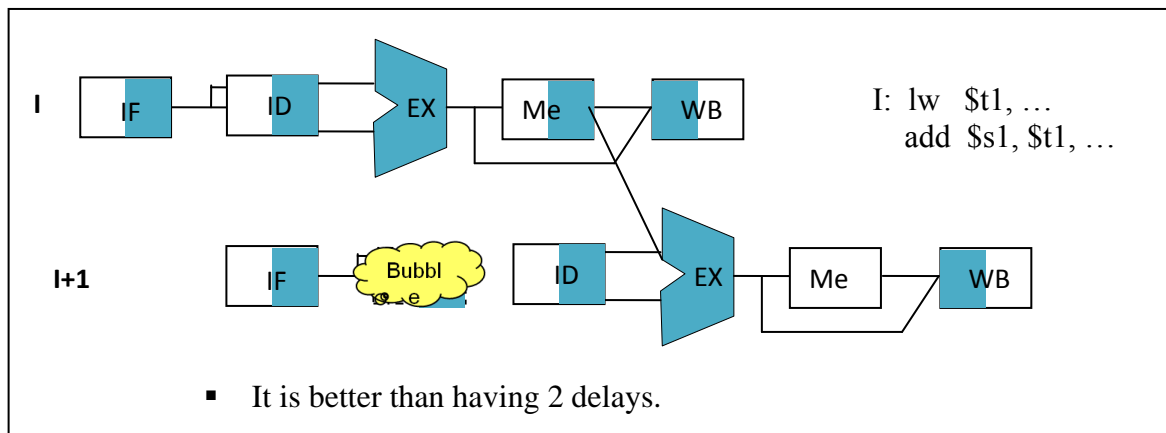 I
IF
ID
EX
Me
WB
I: lw $t1, …
add $s1, $t1, …
I+1
IF
Bubbl
e
ID
EX
Me
WB
▪ It is better than having 2 delays.